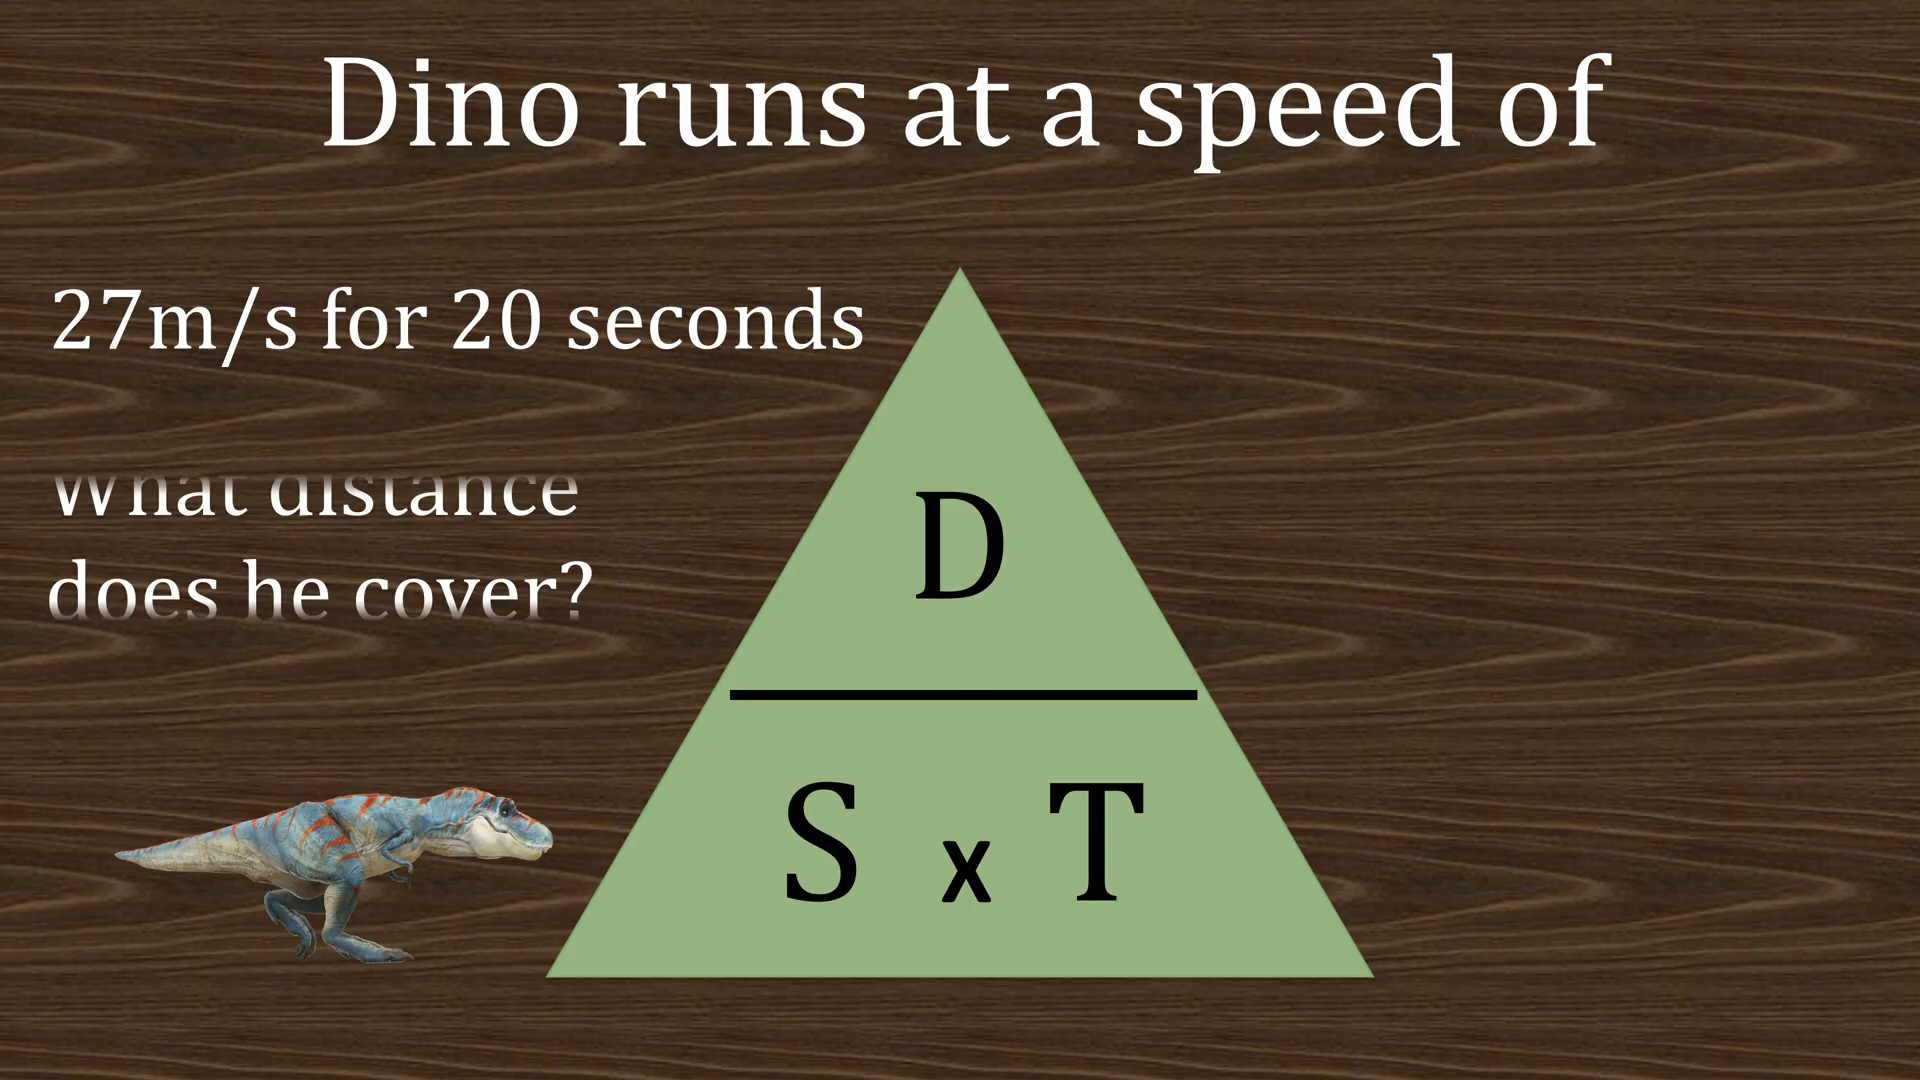 Dino runs at a speed of
27m/s for 20 seconds
What distance
does he cover?
D
S x T